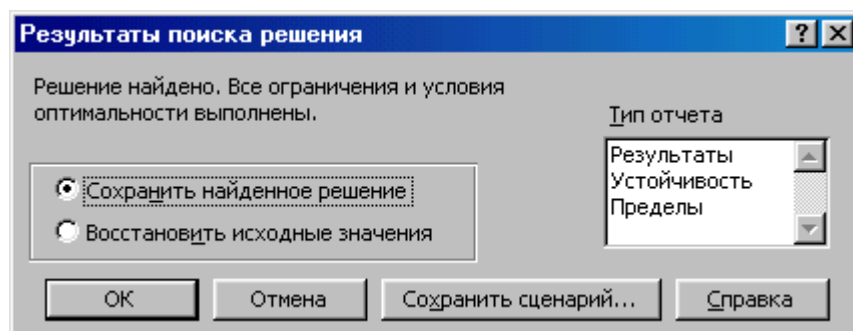 Результаты поиска решения
Решение найдено. Все ограничения и условия
оптимальности выполнены.
Тип отчета
Результаты
Устойчивость
Пределы
Сохранить найденное решение
Восстановить исходные значения
ОК
Отмена
Сохранить сценарий...
Справка